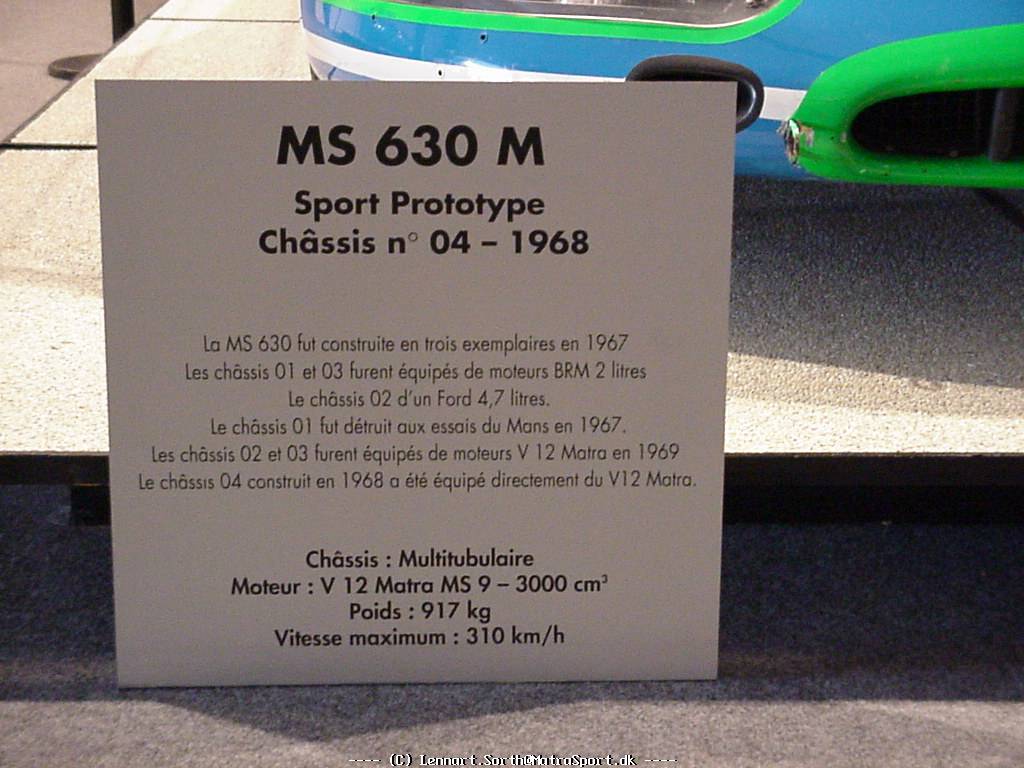 MS 630 M
Sport Prototype
Châssis n° 04 – 1968
La MS 630 fut construite en trois exemplaires en 1967
Les châssis 01 et 03 furent équipés de moteurs BRM 2 litres
Le châssis 02 d'un Ford 4,7 litres.
Le châssis 01 fut détruit aux essais du Mans en 1967.
Les châssis 02 et 03 furent équipés de moteurs V 12 Matra en 1969
Le châssis 04 construit en 1968 a été équipé directement du V12 Matra.
Châssis : Multitubulaire
Moteur : V 12 Matra MS 9 – 3000 cm³
Poids : 917 kg
Vitesse maximum : 310 km/h
---- (C) Lennart.Sorth@MatraSport.dk ----